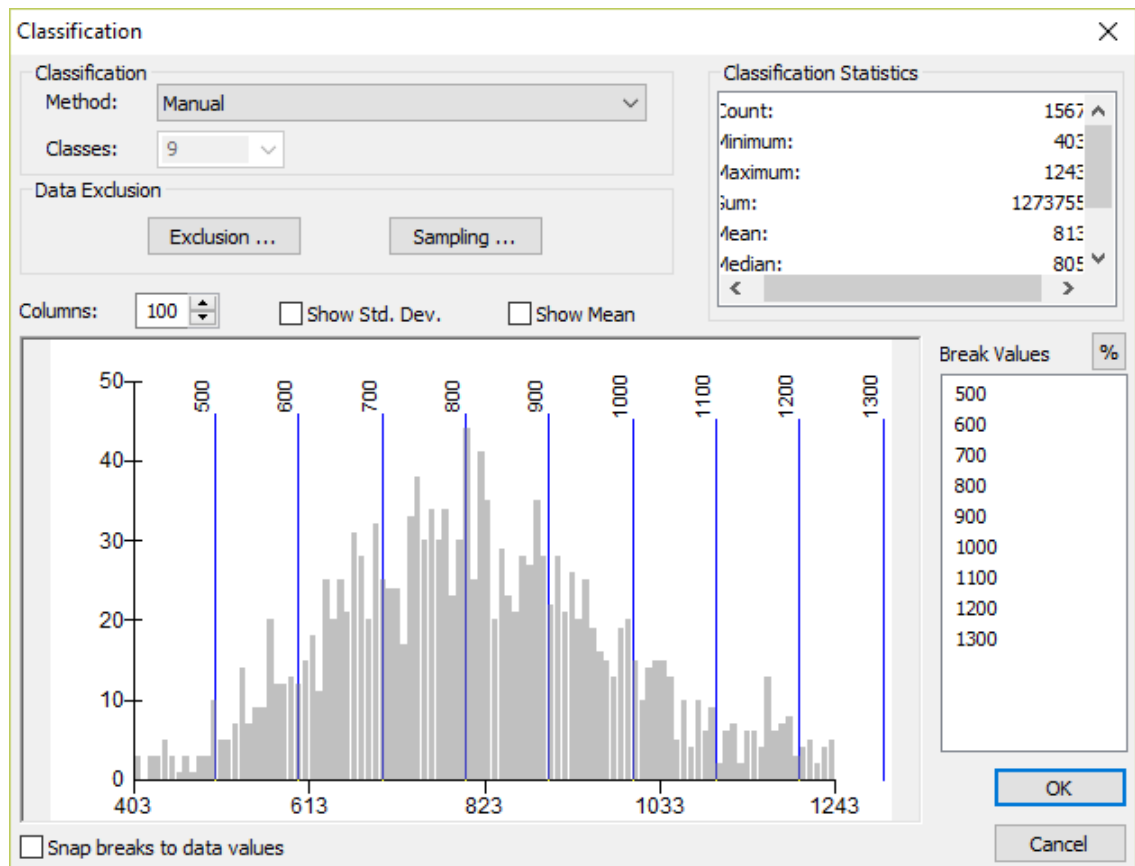 Classification
Classification
Method: Manual
Classes: 9
Data Exclusion
Exclusion ...
Sampling ...
Classification Statistics
Count: 1567
Minimum: 403
Maximum: 1243
Sum: 1273755
Mean: 813
Median: 805
Columns: 100
Show Std. Dev.
Show Mean
Break Values
%
500
600
700
800
900
1000
1100
1200
1300
50
40
30
20
10
0
403
613
823
1033
1243
500
600
700
800
900
1000
1100
1200
1300
OK
Cancel
Snap breaks to data values